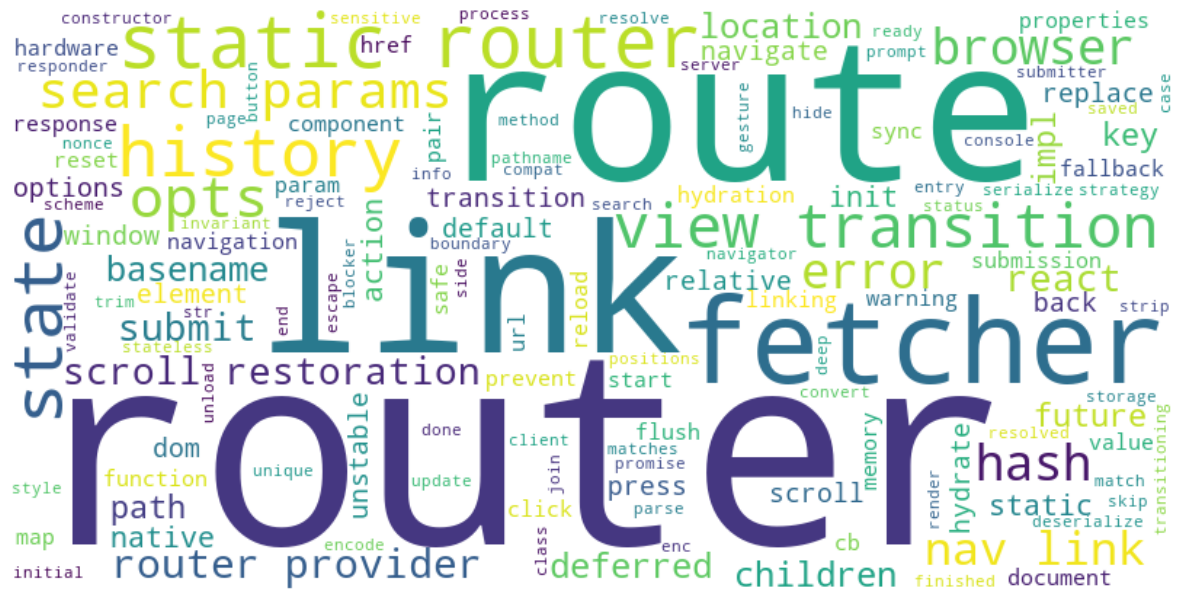 constructor
sensitive
process
resolve
static router
location
properties
hardware
href
navigate
ready
browser
responder
server
prompt
submitter
search params
button
route
replace
case
saved
response
page
component
pair
method
gesture
hide
sync
console
impl
key
nonce
history
reset
pathname
compat
fallback
info
options
opts
param
transition
hydration
init
entry
serialize
strategy
scheme
reject
search
status
state
window
invariant
navigation
action
default
view transition
boundary
link
navigator
submission
basename
blocker
safe
side
reload
relative
error
react
validate
trim
element
end
escape
linking
warning
back
strip
str
submit
url
fetcher
deep
stateless
positions
scroll restoration
prevent
start
convert
unload
router
storage
future
unstable
done
flush
memory
resolved
value
transitioning
dom
client
matches
hash
function
unique
update
join
promise
press
scroll
hydrate
match
style
path
click
parse
render
static
skip
deserialize
map
native
encode
class
enc
cb
nav link
initial
router provider
deferred
children
finished
document